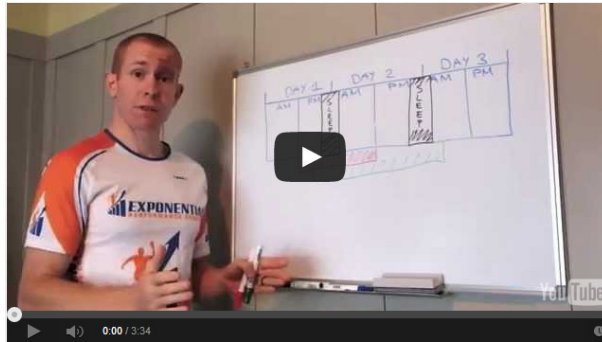 DAY 1 DAY 2 DAY 3
AM PM AM PM AM PM
SLEEP SLEEP
EXPONENTIAL
PERFORMANCE
YouTube
0:00 / 3:34